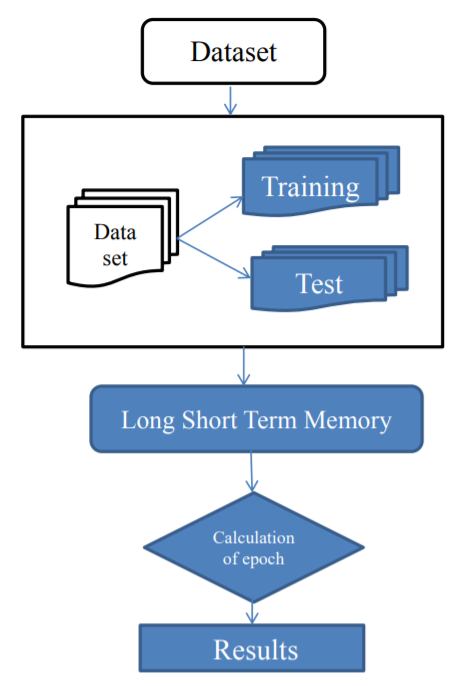 Dataset
Training
Data
set
Test
Long Short Term Memory
Calculation
of epoch
Results